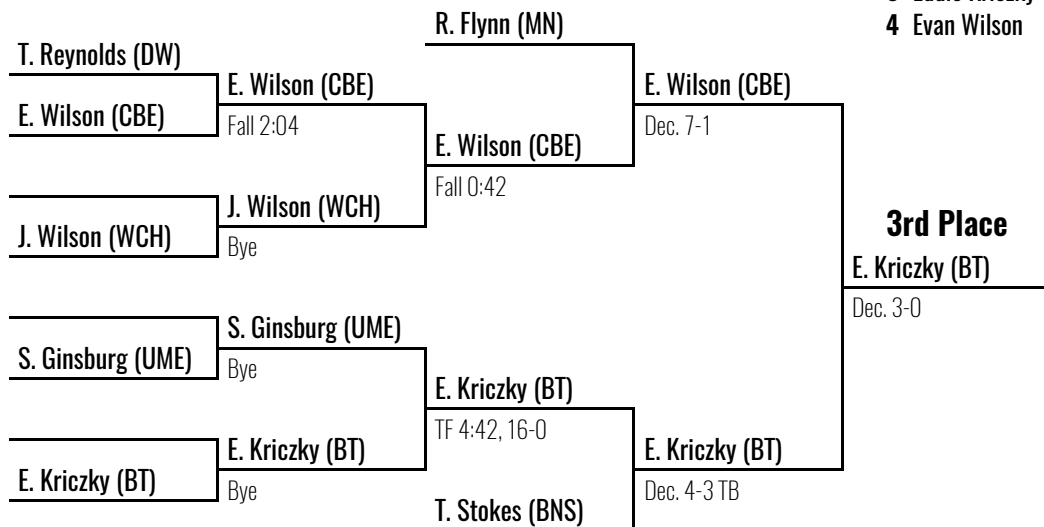 4 Evan Wilson
R. Flynn (MN)
T. Reynolds (DW)
E. Wilson (CBE)
E. Wilson (CBE)
E. Wilson (CBE)
Fall 2:04
Dec. 7-1
E. Wilson (CBE)
Fall 0:42
J. Wilson (WCH)
J. Wilson (WCH)
Bye
3rd Place
E. Kriczky (BT)
Dec. 3-0
S. Ginsburg (UME)
S. Ginsburg (UME)
Bye
E. Kriczky (BT)
TF 4:42, 16-0
E. Kriczky (BT)
E. Kriczky (BT)
E. Kriczky (BT)
Bye
Dec. 4-3 TB
T. Stokes (BNS)